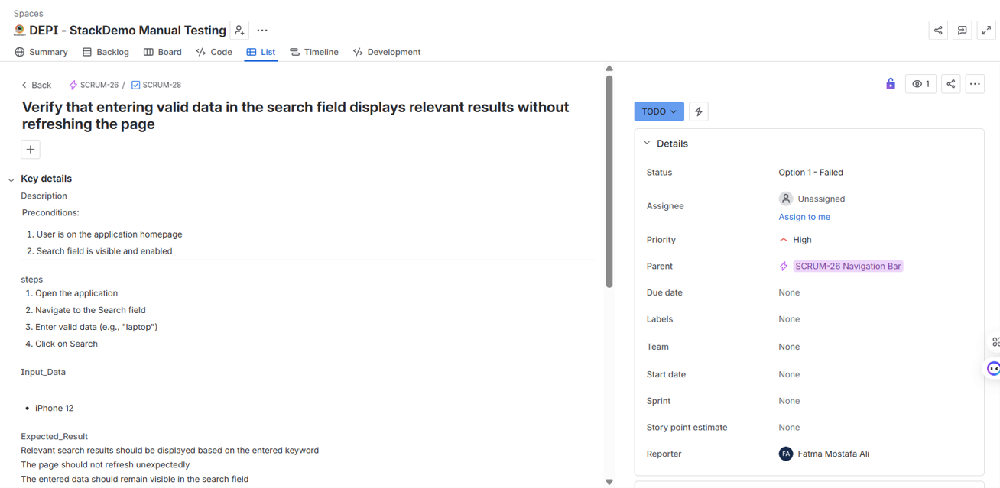 Spaces
DEPI - StackDemo Manual Testing
Summary Backlog Board Code List Timeline Development
Back SCRUM-26 / SCRUM-28
Verify that entering valid data in the search field displays relevant results without
refreshing the page
Key details
Description
Preconditions:
1. User is on the application homepage
2. Search field is visible and enabled
steps
1. Open the application
2. Navigate to the Search field
3. Enter valid data (e.g., "laptop")
4. Click on Search
Input_Data
• iPhone 12
Expected_Result
Relevant search results should be displayed based on the entered keyword
The page should not refresh unexpectedly
The entered data should remain visible in the search field
1
TODO
Details
Status Option 1 - Failed
Assignee Unassigned
Assign to me
Priority High
Parent SCRUM-26 Navigation Bar
Due date None
Labels None
Team None
Start date None
Sprint None
Story point estimate None
Reporter FA Fatma Mostafa Ali